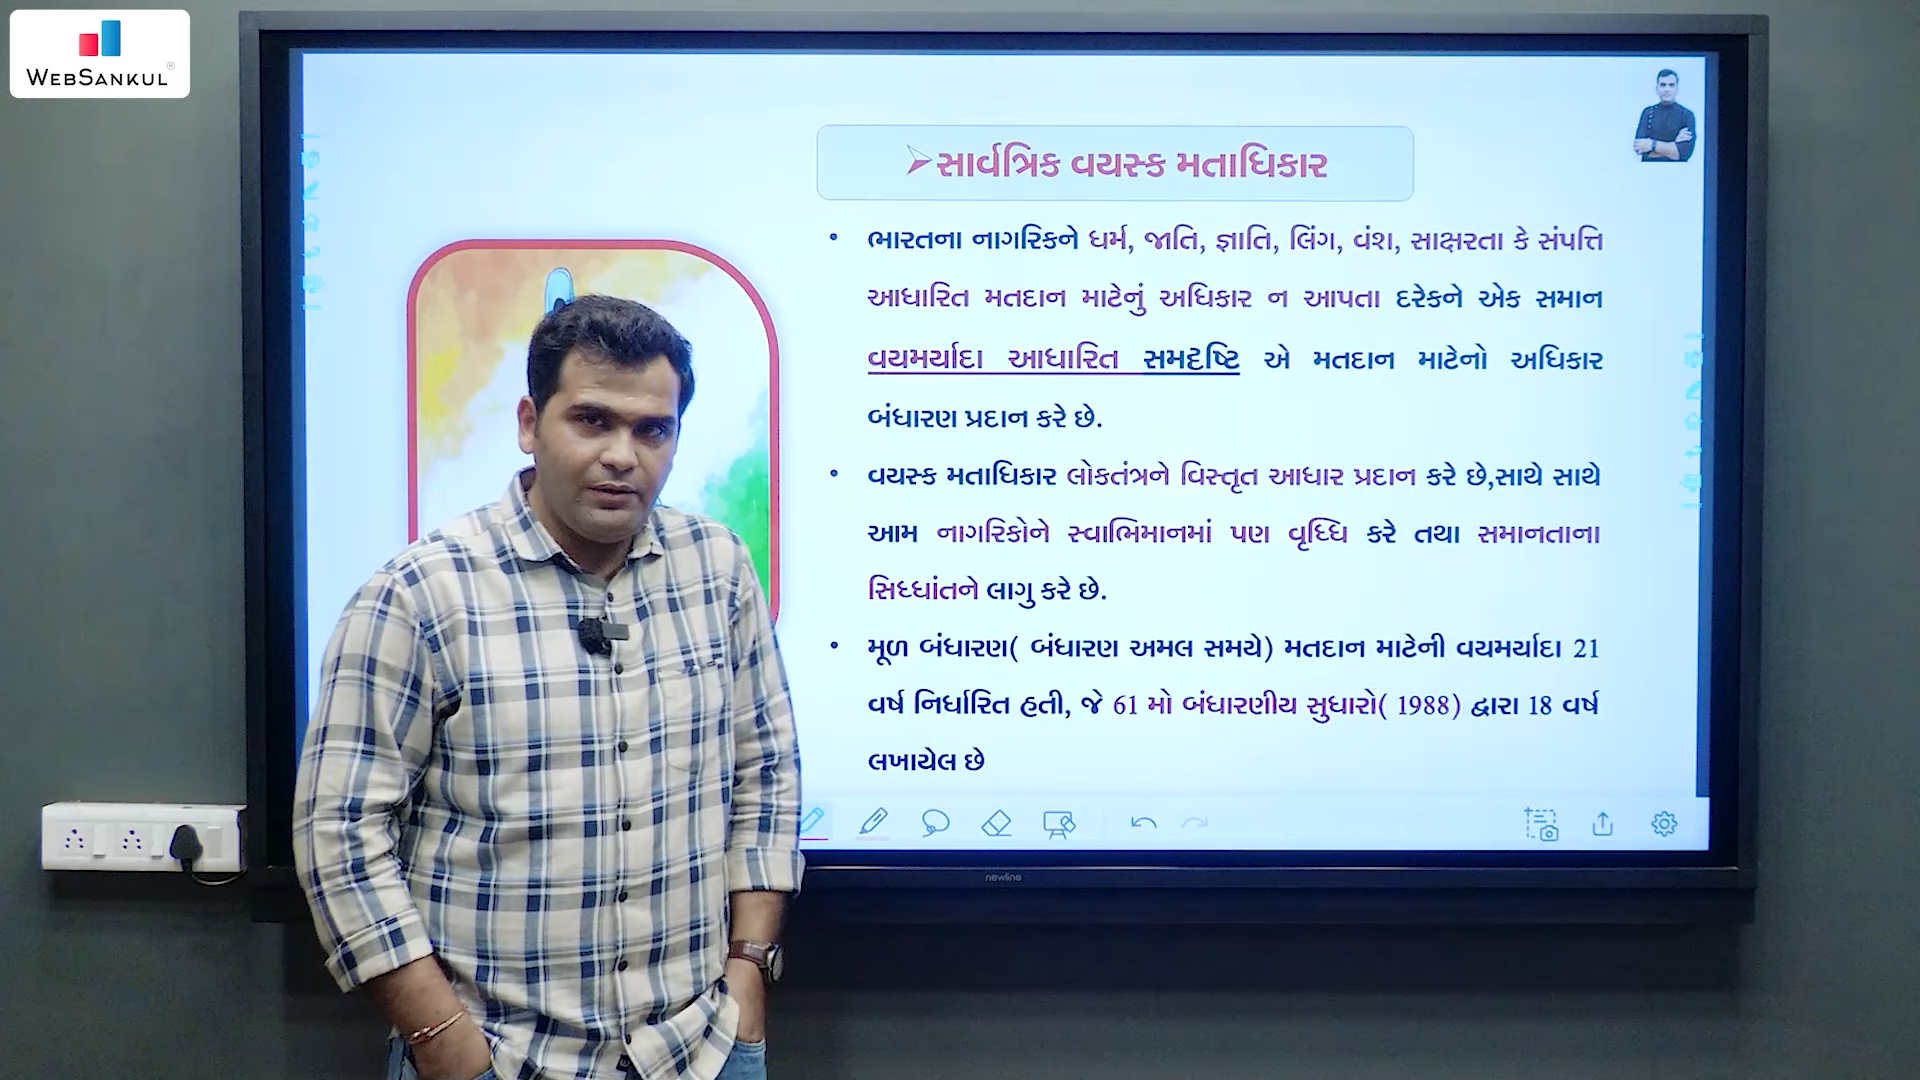 WEBSANKUL
➢સાર્વત્રિક વયસ્ક મતાધિકાર
• ભારતના નાગરિકને ધર્મ, જાતિ, જ્ઞાતિ, લિંગ, વંશ, સાક્ષરતા કે સંપત્તિ
આધારિત મતદાન માટેનું અધિકાર ન આપતા દરેકને એક સમાન
વયમર્યાદા આધારિત સમદૃષ્ટિ એ મતદાન માટેનો અધિકાર
બંધારણ પ્રદાન કરે છે.
• વયસ્ક મતાધિકાર લોકતંત્રને વિસ્તૃત આધાર પ્રદાન કરે છે,સાથે સાથે
આમ નાગરિકોને સ્વાભિમાનમાં પણ વૃધ્ધિ કરે તથા સમાનતાના
સિધ્ધાંતને લાગુ કરે છે.
• મૂળ બંધારણ( બંધારણ અમલ સમયે) મતદાન માટેની વયમર્યાદા 21
વર્ષ નિર્ધારિત હતી, જે 61 મો બંધારણીય સુધારો( 1988) દ્વારા 18 વર્ષ
લખાયેલ છે
newline